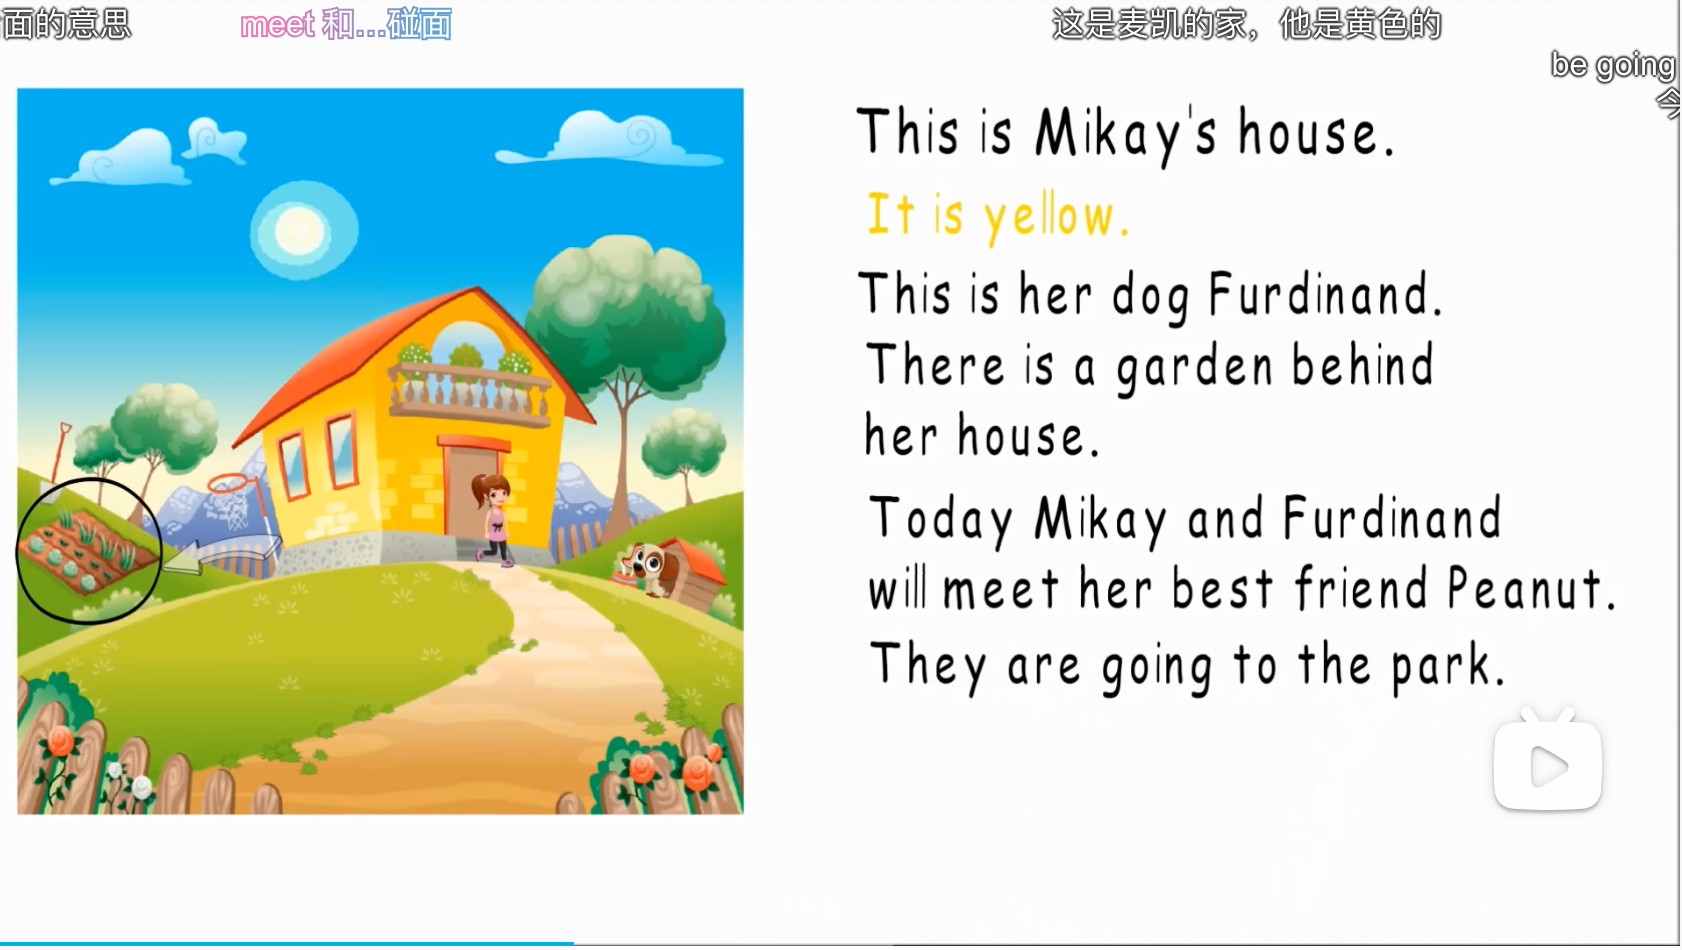 面的意思
meet 和...碰面
这是麦凯的家，他是黄色的
be going
今
This is Mikay's house.
It is yellow.
This is her dog Furdinand.
There is a garden behind
her house.
Today Mikay and Furdinand
will meet her best friend Peanut.
They are going to the park.